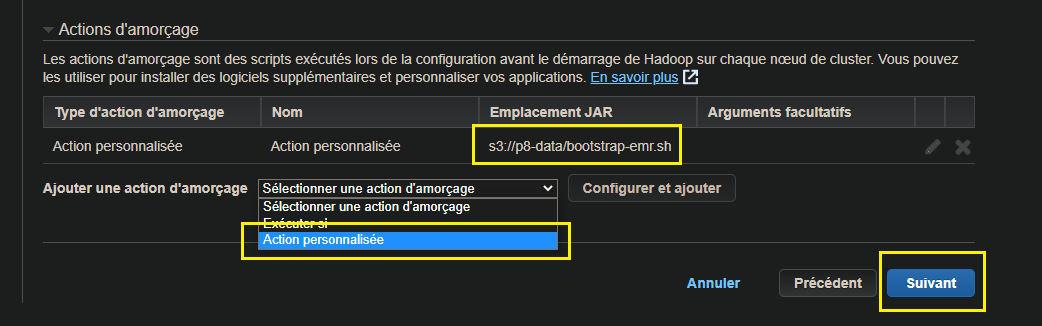 Actions d'amorçage
Les actions d'amorçage sont des scripts exécutés lors de la configuration avant le démarrage de Hadoop sur chaque nœud de cluster. Vous pouvez
les utiliser pour installer des logiciels supplémentaires et personnaliser vos applications. En savoir plus
Type d'action d'amorçage Nom Emplacement JAR Arguments facultatifs
Action personnalisée Action personnalisée s3://p8-data/bootstrap-emr.sh
Ajouter une action d'amorçage Sélectionner une action d'amorçage Configurer et ajouter
Sélectionner une action d'amorçage
Exécuter si
Action personnalisée
Annuler Précédent Suivant